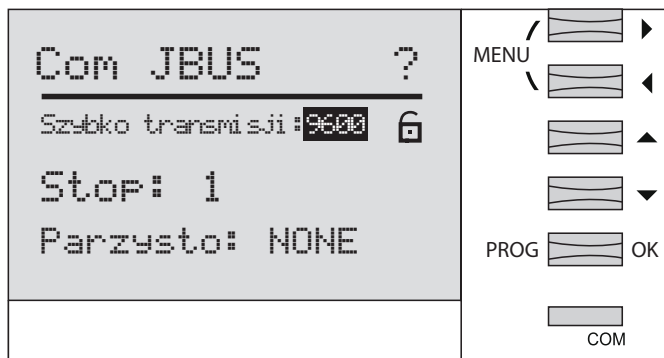 Com JBUS ?
Szybko transmisji:9600
Stop: 1
Parzysto: NONE
MENU
PROG OK
COM